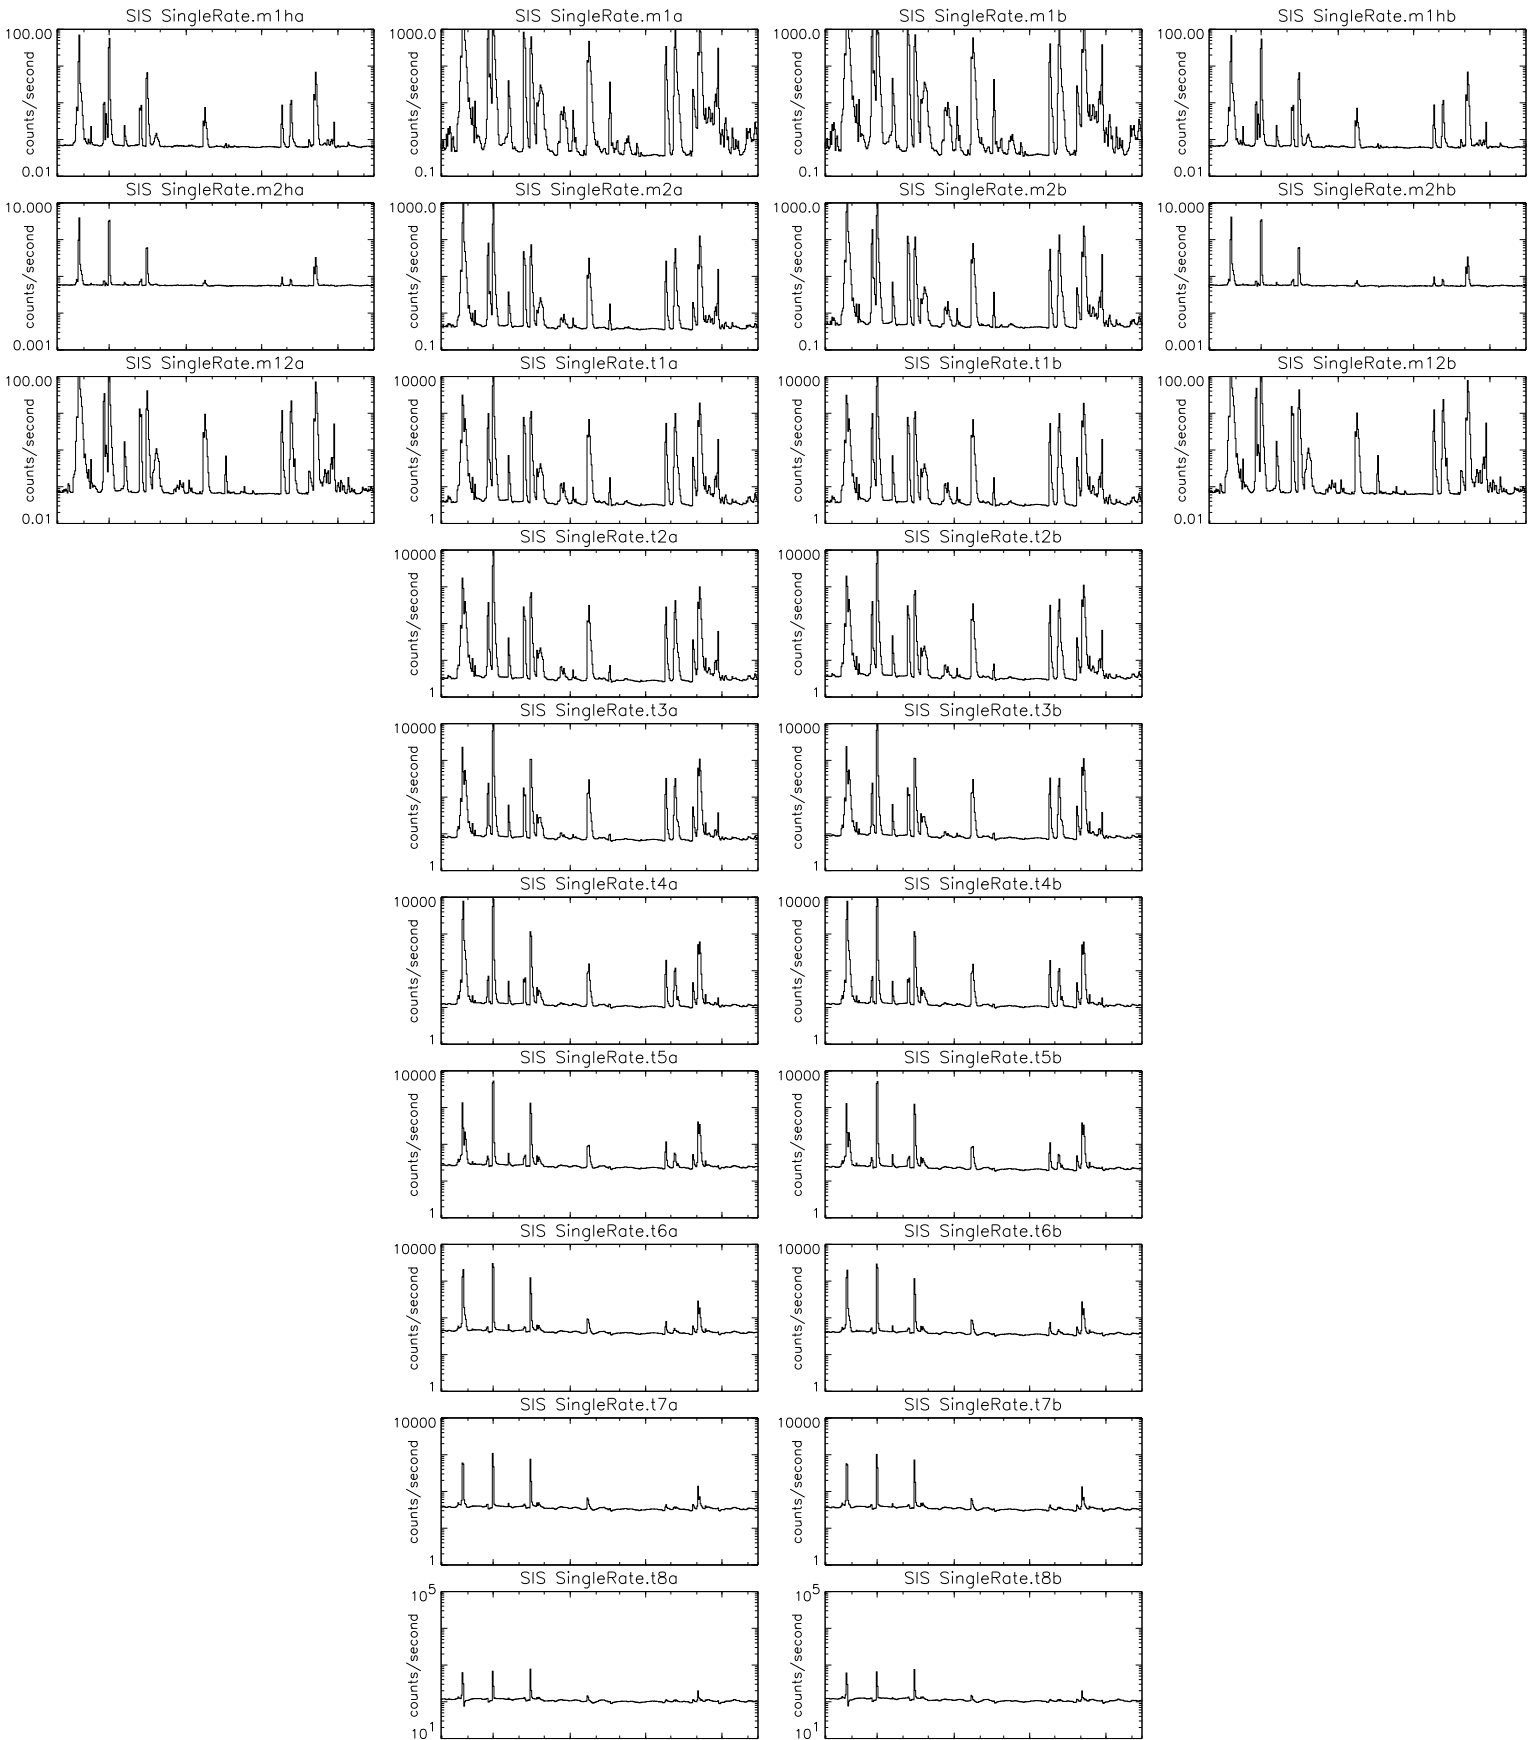 SIS SingleRate.m1ha
100.00
counts/second
0.01
SIS SingleRate.m1a
1000.0
counts/second
0.1
SIS SingleRate.m1b
1000.0
counts/second
0.1
SIS SingleRate.m1hb
100.00
counts/second
0.01
SIS SingleRate.m2ha
10.000
counts/second
0.001
SIS SingleRate.m2a
1000.0
counts/second
0.1
SIS SingleRate.m2b
1000.0
counts/second
0.1
SIS SingleRate.m2hb
10.000
counts/second
0.001
SIS SingleRate.m12a
100.00
counts/second
0.01
SIS SingleRate.t1a
10000
counts/second
1
SIS SingleRate.t1b
10000
counts/second
1
SIS SingleRate.m12b
100.00
counts/second
0.01
SIS SingleRate.t2a
10000
counts/second
1
SIS SingleRate.t2b
10000
counts/second
1
SIS SingleRate.t3a
10000
counts/second
1
SIS SingleRate.t3b
10000
counts/second
1
SIS SingleRate.t4a
10000
counts/second
1
SIS SingleRate.t4b
10000
counts/second
1
SIS SingleRate.t5a
10000
counts/second
1
SIS SingleRate.t5b
10000
counts/second
1
SIS SingleRate.t6a
10000
counts/second
1
SIS SingleRate.t6b
10000
counts/second
1
SIS SingleRate.t7a
10000
counts/second
1
SIS SingleRate.t7b
10000
counts/second
1
SIS SingleRate.t8a
10^5
counts/second
10^1
SIS SingleRate.t8b
10^5
counts/second
10^1